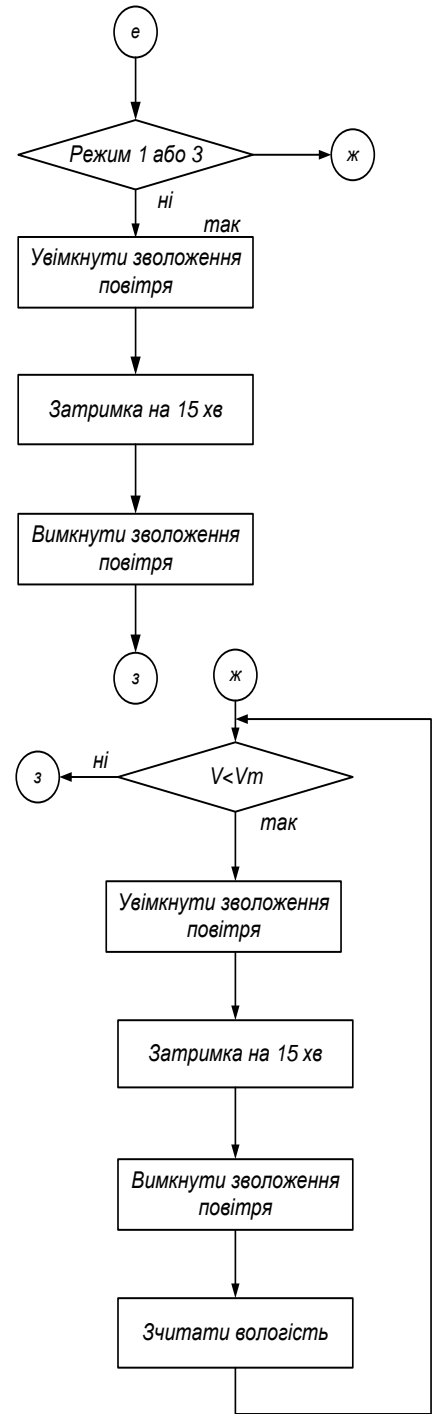 е
Режим 1 або 3
ж
ні
так
Увімкнути зволоження
повітря
Затримка на 15 хв
Вимкнути зволоження
повітря
з
ж
з
ні
V<Vm
так
Увімкнути зволоження
повітря
Затримка на 15 хв
Вимкнути зволоження
повітря
Зчитати вологість